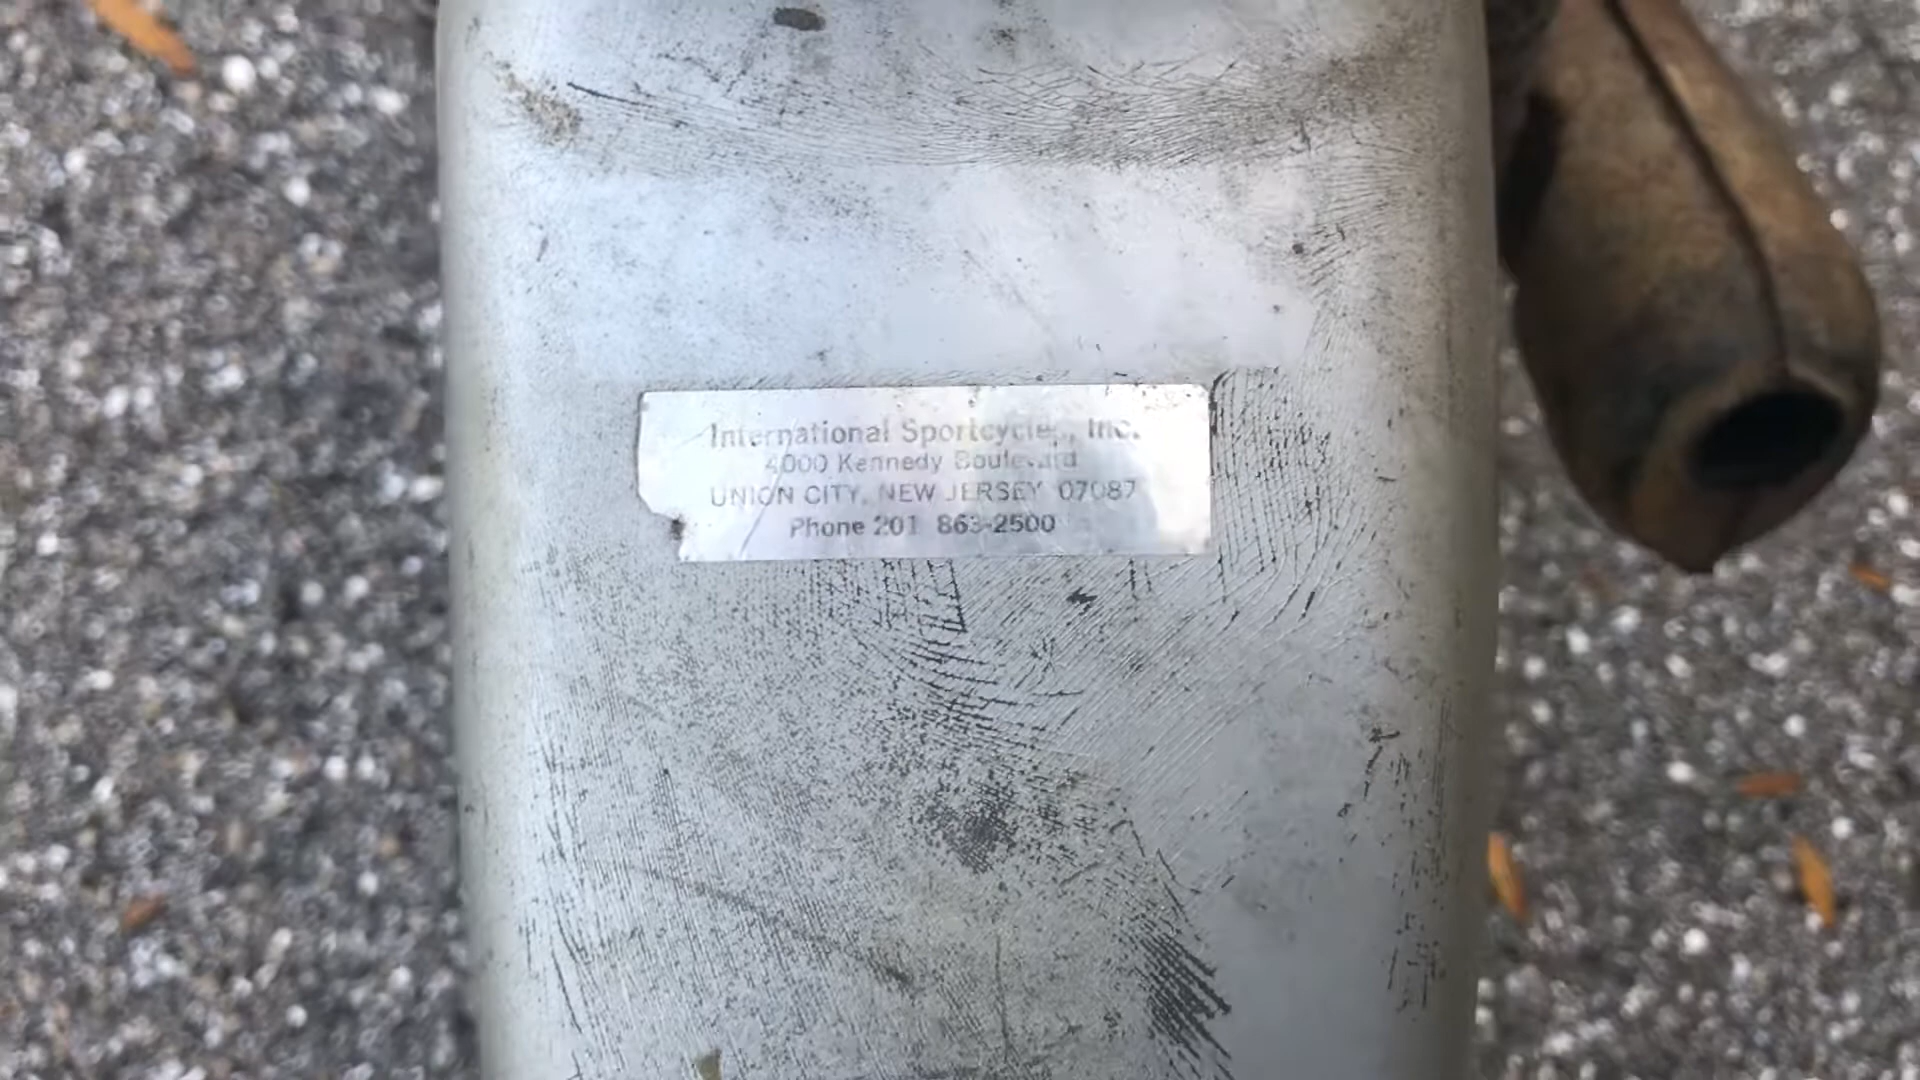 International Sportcycles, Inc.
4000 Kennedy Boulevard
UNION CITY, NEW JERSEY 07087
Phone 201 863-2500